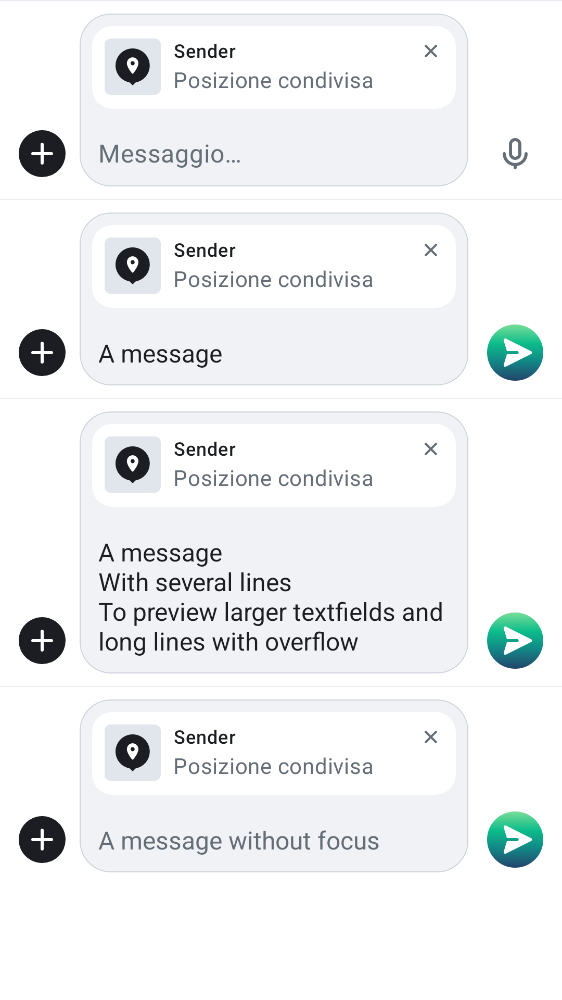 Sender
Posizione condivisa
Messaggio…
Sender
Posizione condivisa
A message
Sender
Posizione condivisa
A message
With several lines
To preview larger textfields and
long lines with overflow
Sender
Posizione condivisa
A message without focus